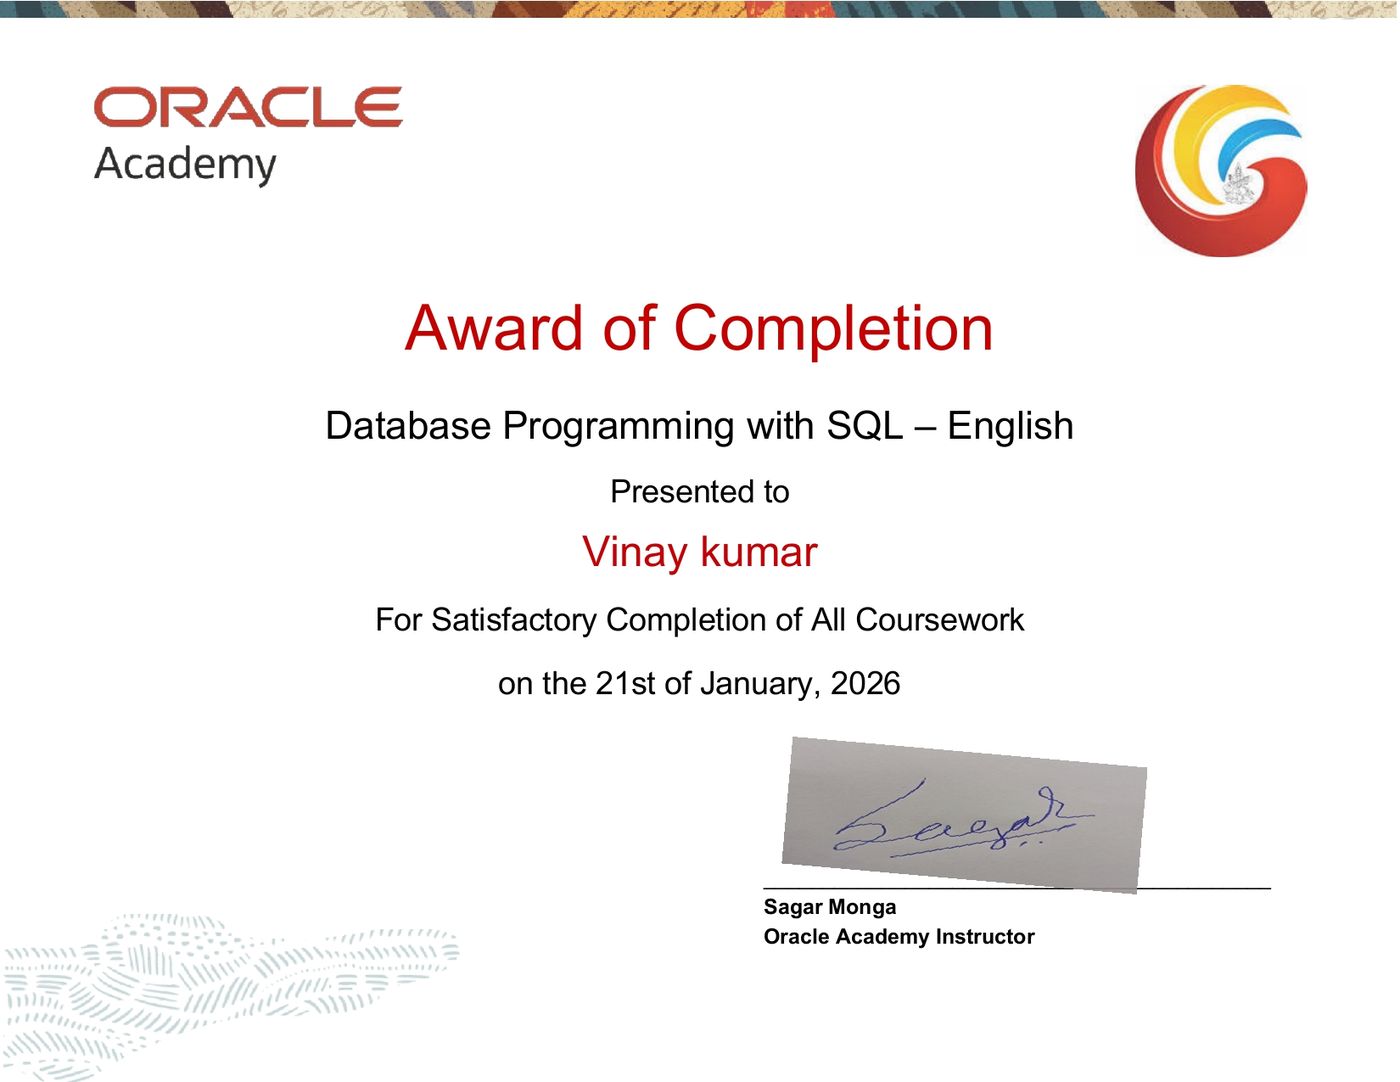 ORACLE
Academy
Award of Completion
Database Programming with SQL – English
Presented to
Vinay kumar
For Satisfactory Completion of All Coursework
on the 21st of January, 2026
Sagar
Sagar Monga
Oracle Academy Instructor